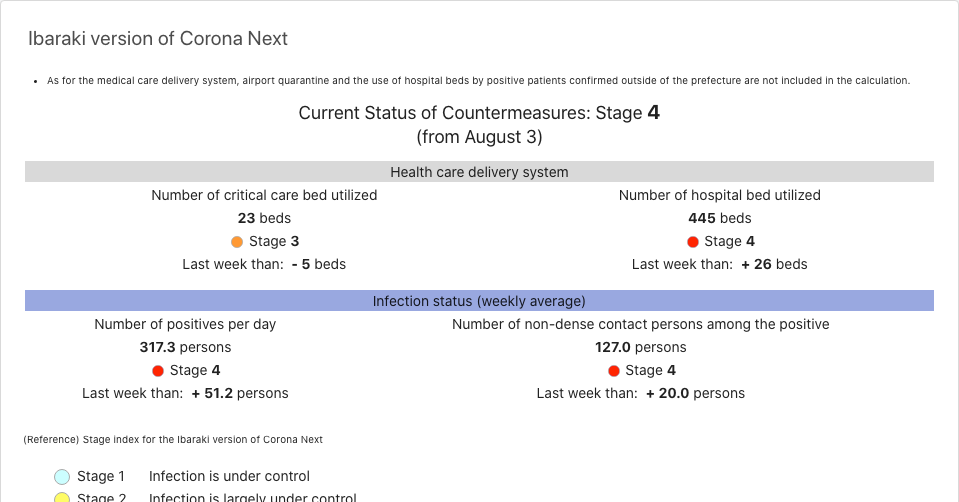 Ibaraki version of Corona Next
• As for the medical care delivery system, airport quarantine and the use of hospital beds by positive patients confirmed outside of the prefecture are not included in the calculation.
Current Status of Countermeasures: Stage 4
(from August 3)
Health care delivery system
Number of critical care bed utilized
23 beds
Stage 3
Last week than: - 5 beds
Number of hospital bed utilized
445 beds
Stage 4
Last week than: + 26 beds
Infection status (weekly average)
Number of positives per day
317.3 persons
Stage 4
Last week than: + 51.2 persons
Number of non-dense contact persons among the positive
127.0 persons
Stage 4
Last week than: + 20.0 persons
(Reference) Stage index for the Ibaraki version of Corona Next
Stage 1 Infection is under control
Stage 2 Infection is largely under control